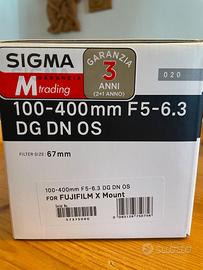 SIGMA
GARANZIA
3
ANNI
(2+1 ANNO)
M GARANZIA
trading
020
100-400mm F5-6.3
DG DN OS
FILTER SIZE: 67mm
100-400mm F5-6.3 DG DN OS
FOR FUJIFILM X Mount
subito